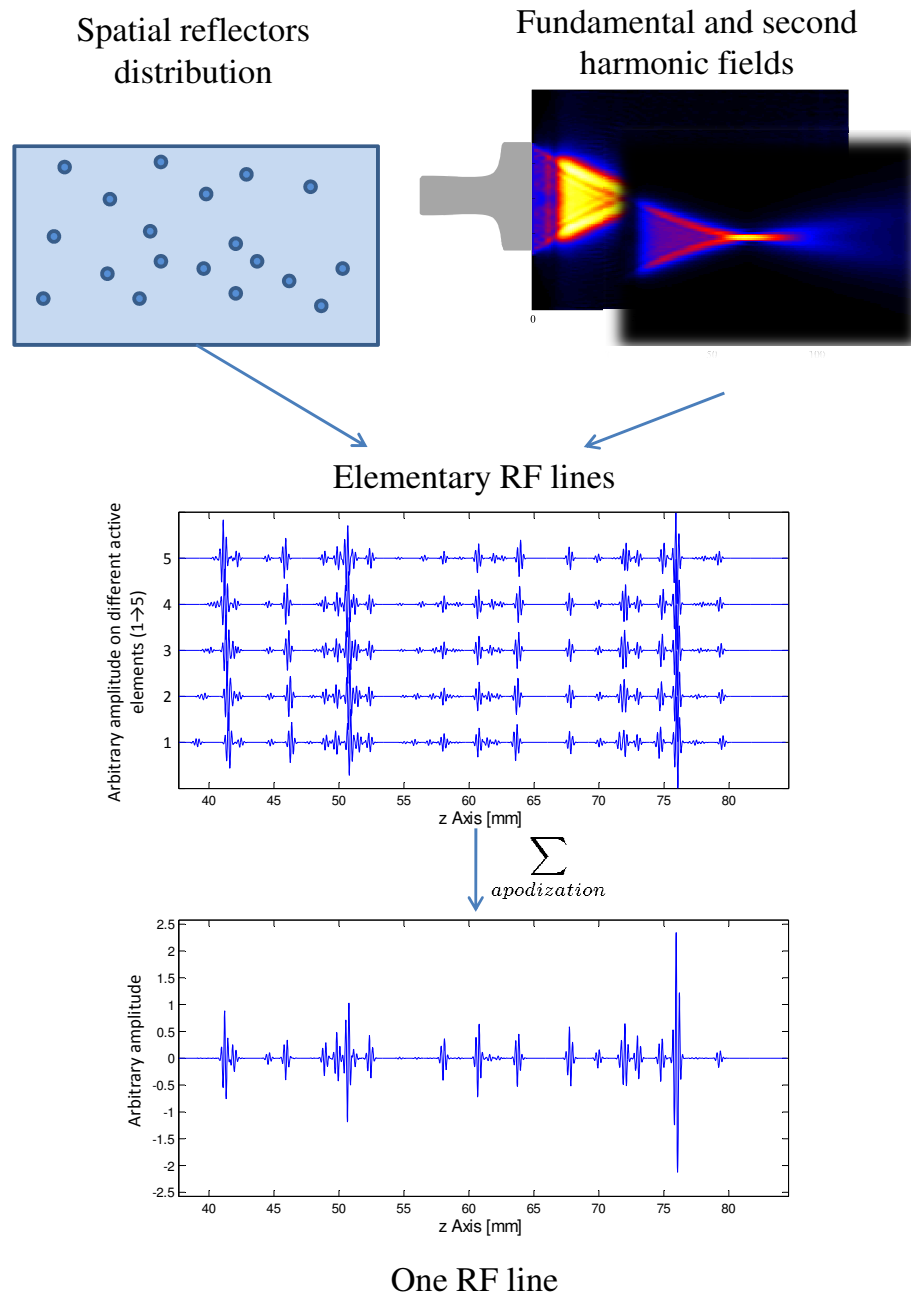 Spatial reflectors
distribution
Fundamental and second
harmonic fields
0
50
100
Elementary RF lines
Arbitrary amplitude on different active
elements (1→5)
5
4
3
2
1
40 45 50 55 60 65 70 75 80
z Axis [mm]
∑
apodization
Arbitrary amplitude
2.5
2
1.5
1
0.5
0
-0.5
-1
-1.5
-2
-2.5
40 45 50 55 60 65 70 75 80
z Axis [mm]
One RF line